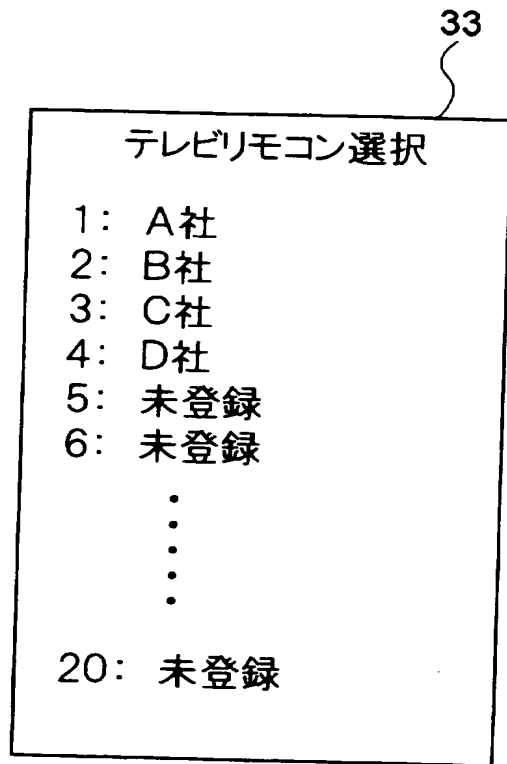 33
テレビリモコン選択
1: A社
2: B社
3: C社
4: D社
5: 未登録
6: 未登録
・
・
・
・
・
20: 未登録